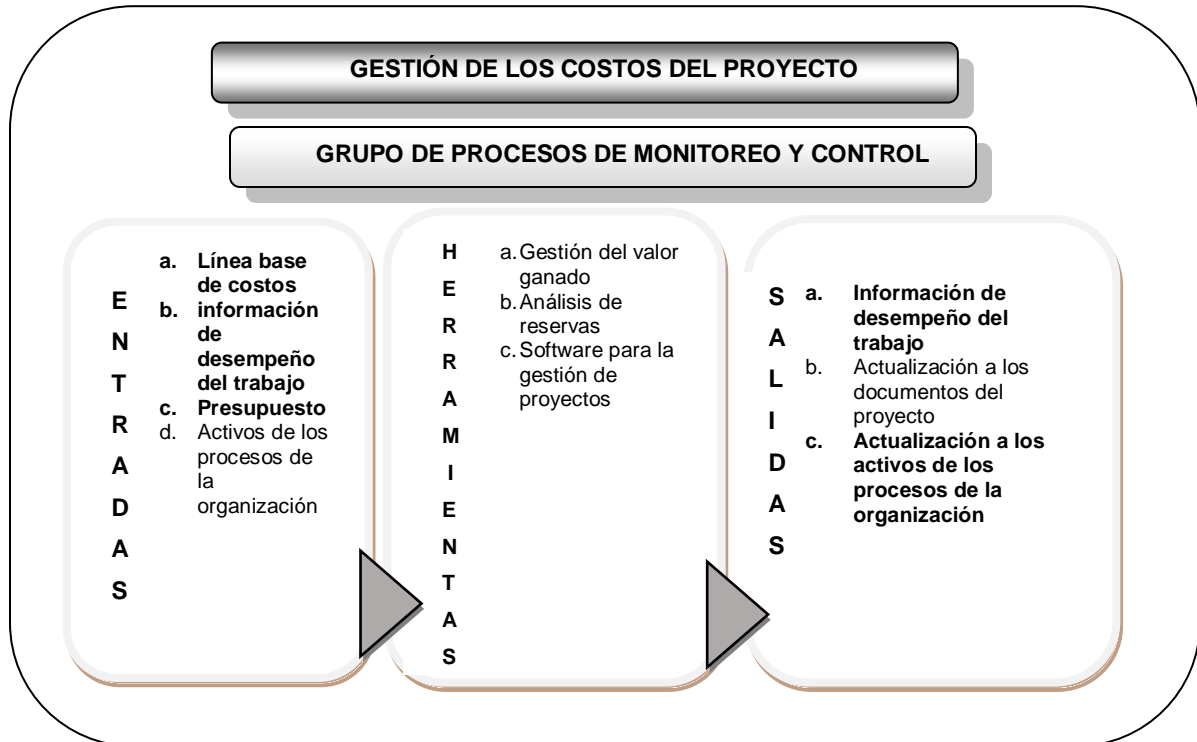 GESTIÓN DE LOS COSTOS DEL PROYECTO
GRUPO DE PROCESOS DE MONITOREO Y CONTROL
E
N
T
R
A
D
A
S
a. Línea base
de costos
b. información
de
desempeño
del trabajo
c. Presupuesto
d. Activos de los
procesos de
la
organización
H
E
R
R
A
M
I
E
N
T
A
S
a. Gestión del valor
ganado
b. Análisis de
reservas
c. Software para la
gestión de
proyectos
S
A
L
I
D
A
S
a. Información de
desempeño del
trabajo
b. Actualización a los
documentos del
proyecto
c. Actualización a los
activos de los
procesos de la
organización